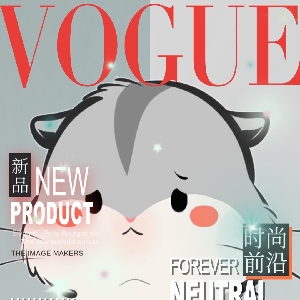 VOGUE
新品
NEW
PRODUCT
THE IMAGE MAKERS
时尚
前沿
FOREVER
NEUTRAL